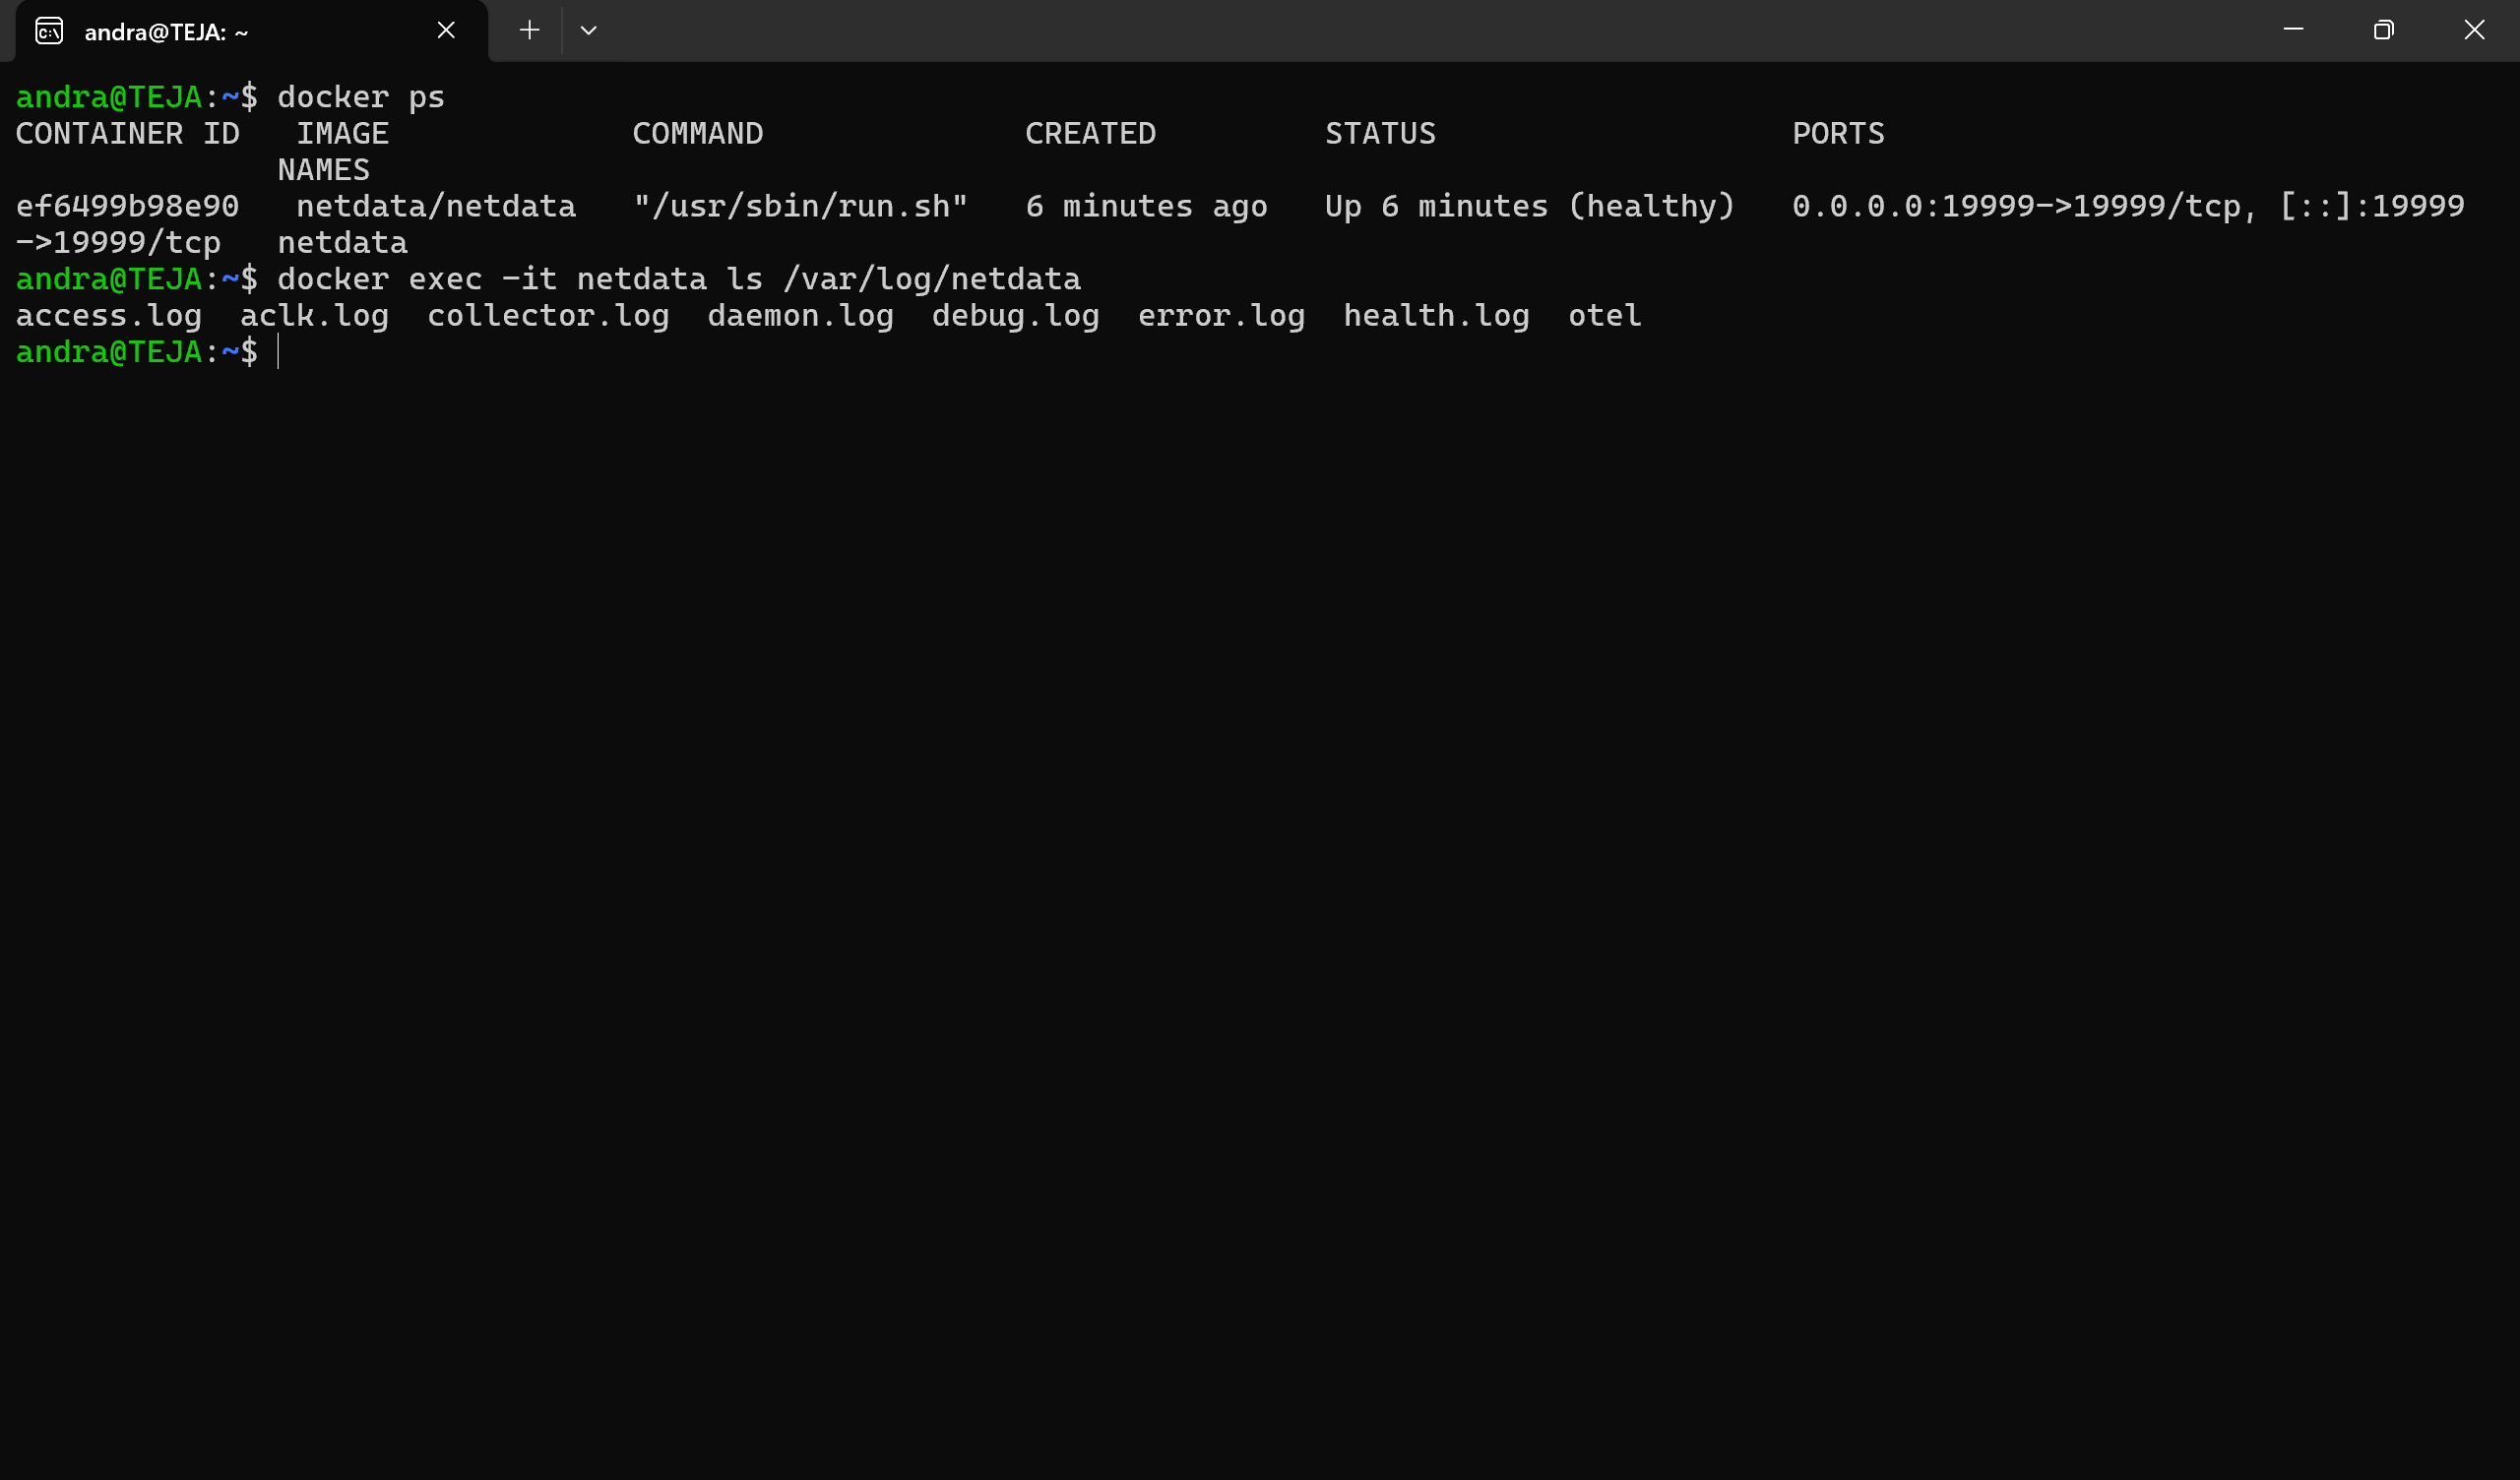 andra@TEJA: ~
andra@TEJA:~$ docker ps
CONTAINER ID   IMAGE             COMMAND              CREATED         STATUS                   PORTS
              NAMES
ef6499b98e90   netdata/netdata   "/usr/sbin/run.sh"   6 minutes ago   Up 6 minutes (healthy)   0.0.0.0:19999->19999/tcp, [::]:19999
->19999/tcp   netdata
andra@TEJA:~$ docker exec -it netdata ls /var/log/netdata
access.log  aclk.log  collector.log  daemon.log  debug.log  error.log  health.log  otel
andra@TEJA:~$